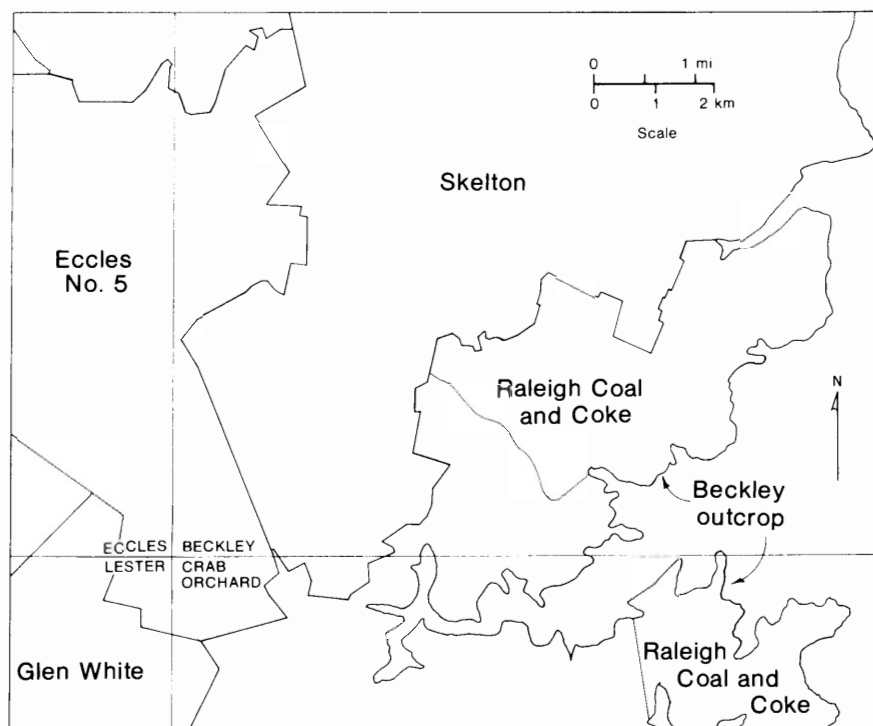 0 1 mi
0 1 2 km
Scale
Skelton
Eccles
No. 5
Raleigh Coal
and Coke
N
Beckley
outcrop
ECCLES BECKLEY
LESTER CRAB
ORCHARD
Glen White
Raleigh
Coal and
Coke